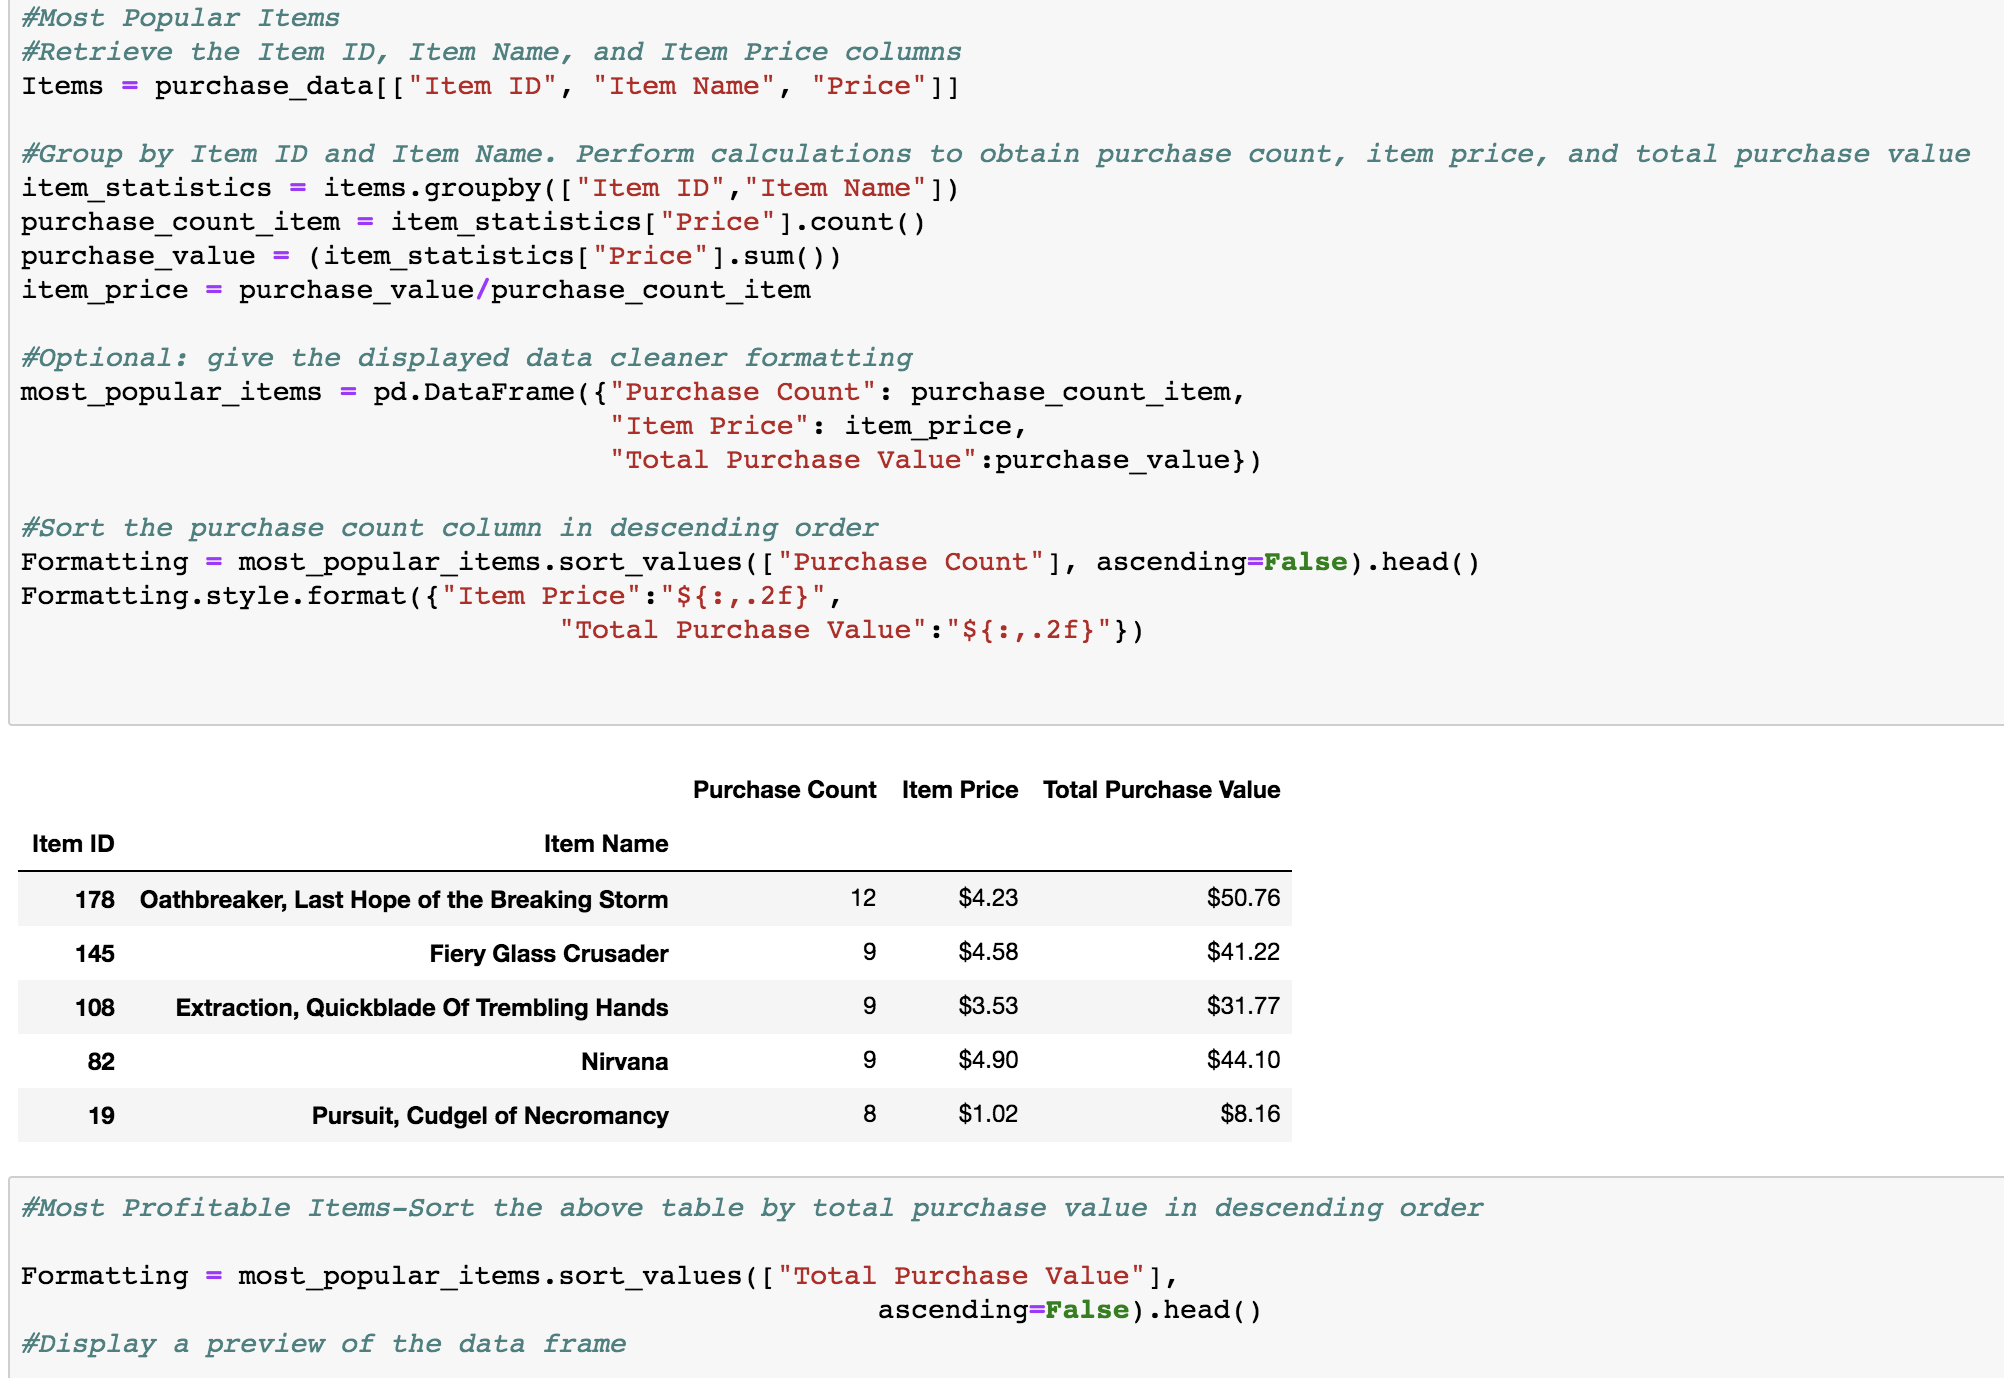 #Most Popular Items
#Retrieve the Item ID, Item Name, and Item Price columns
Items = purchase_data[["Item ID", "Item Name", "Price"]]
#Group by Item ID and Item Name. Perform calculations to obtain purchase count, item price, and total purchase value
item_statistics = items.groupby(["Item ID","Item Name"])
purchase_count_item = item_statistics["Price"].count()
purchase_value = (item_statistics["Price"].sum())
item_price = purchase_value/purchase_count_item
#Optional: give the displayed data cleaner formatting
most_popular_items = pd.DataFrame({"Purchase Count": purchase_count_item,
"Item Price": item_price,
"Total Purchase Value":purchase_value})
#Sort the purchase count column in descending order
Formatting = most_popular_items.sort_values(["Purchase Count"], ascending=False).head()
Formatting.style.format({"Item Price":"${:,.2f}",
"Total Purchase Value":"${:,.2f}"})
Purchase Count Item Price Total Purchase Value
Item ID Item Name
178 Oathbreaker, Last Hope of the Breaking Storm 12 $4.23 $50.76
145 Fiery Glass Crusader 9 $4.58 $41.22
108 Extraction, Quickblade Of Trembling Hands 9 $3.53 $31.77
82 Nirvana 9 $4.90 $44.10
19 Pursuit, Cudgel of Necromancy 8 $1.02 $8.16
#Most Profitable Items-Sort the above table by total purchase value in descending order
Formatting = most_popular_items.sort_values(["Total Purchase Value"],
ascending=False).head()
#Display a preview of the data frame